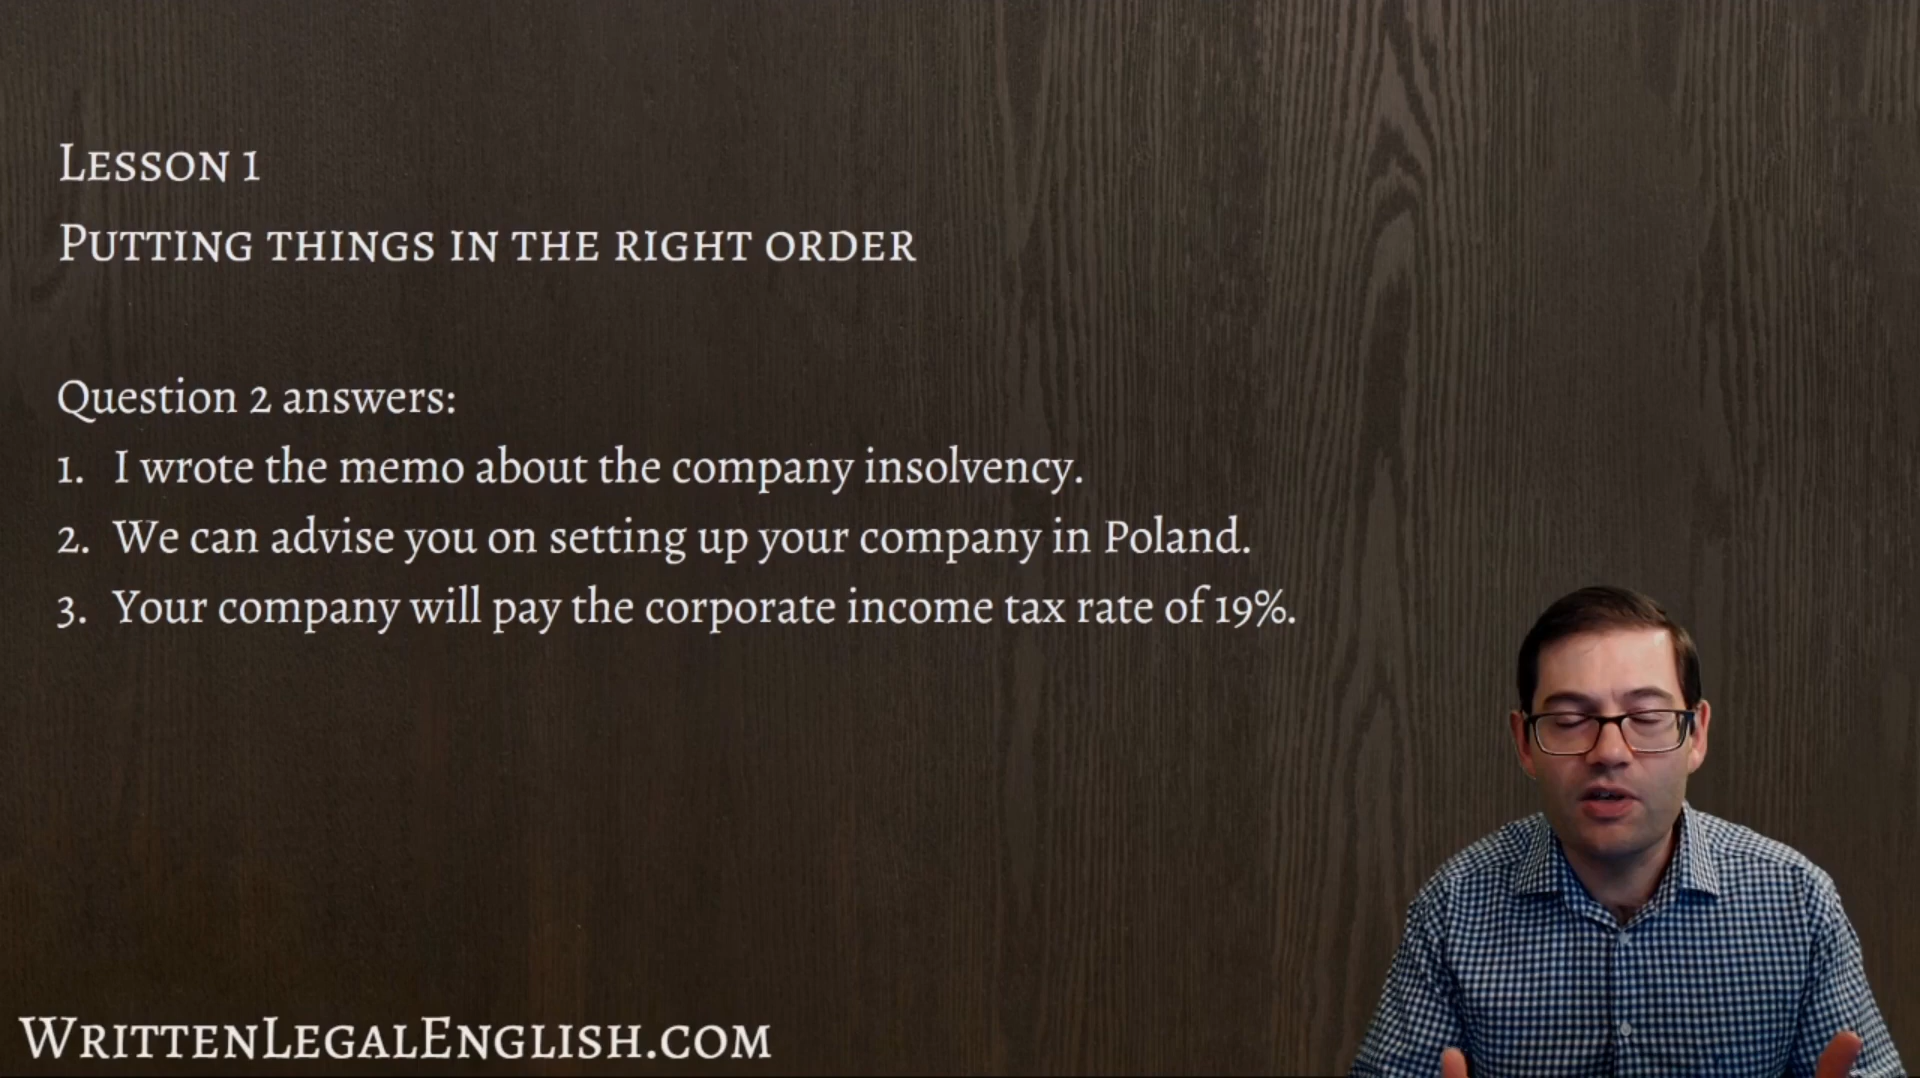 Lesson 1
Putting things in the right order
Question 2 answers:
1. I wrote the memo about the company insolvency.
2. We can advise you on setting up your company in Poland.
3. Your company will pay the corporate income tax rate of 19%.
WrittenLegalEnglish.com